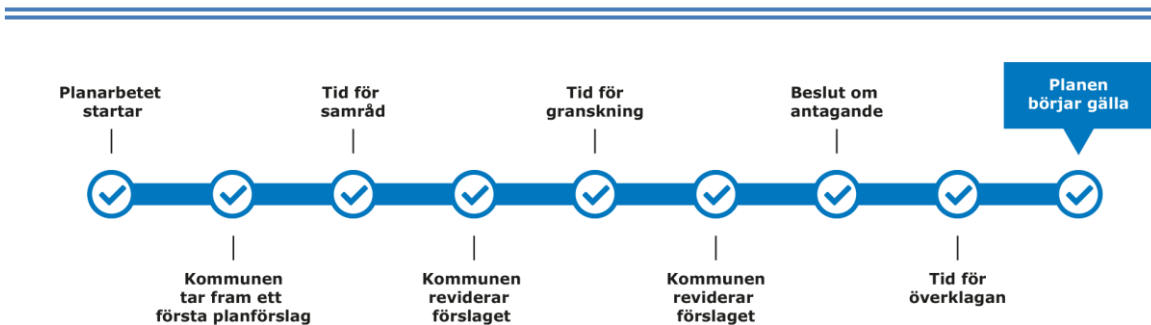 Planarbetet
startar
Kommunen
tar fram ett
första planförslag
Tid för
samråd
Kommunen
reviderar
förslaget
Tid för
granskning
Kommunen
reviderar
förslaget
Beslut om
antagande
Tid för
överklagan
Planen
börjar gälla